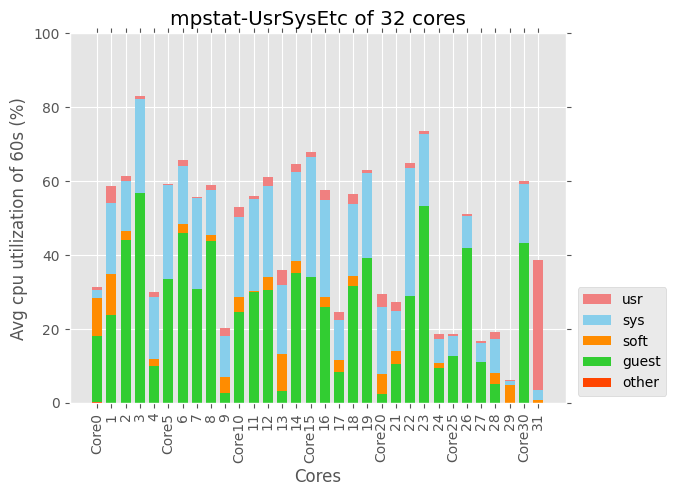 mpstat-UsrSysEtc of 32 cores
Avg cpu utilization of 60s (%)
100
80
60
40
20
0
Core0
1
2
3
4
Core5
6
7
8
9
Core10
11
12
13
14
Core15
16
17
18
19
Core20
21
22
23
24
Core25
26
27
28
29
Core30
31
Cores
usr
sys
soft
guest
other